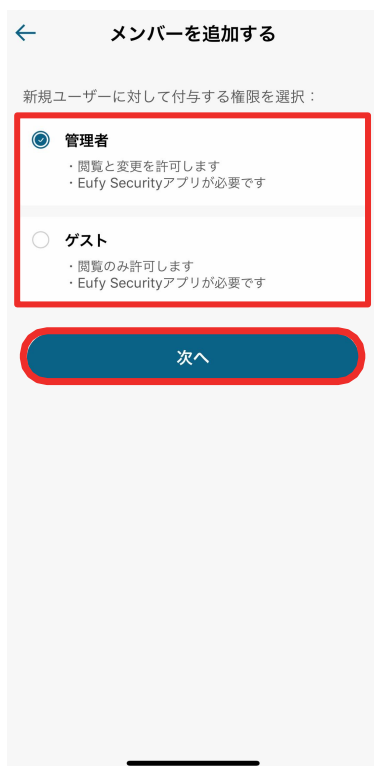 メンバーを追加する
新規ユーザーに対して付与する権限を選択：
管理者
・閲覧と変更を許可します
・Eufy Securityアプリが必要です
ゲスト
・閲覧のみ許可します
・Eufy Securityアプリが必要です
次へ